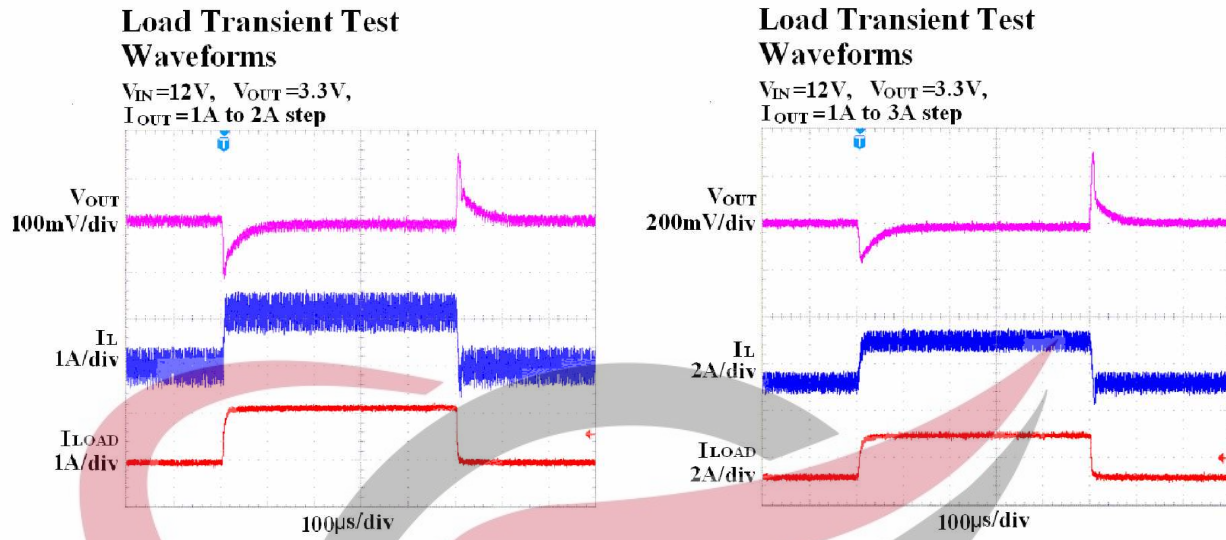 Load Transient Test
Waveforms
VIN=12V, VOUT=3.3V,
IOUT=1A to 2A step
T
VOUT
100mV/div
IL
1A/div
ILOAD
1A/div
100µs/div
Load Transient Test
Waveforms
VIN=12V, VOUT=3.3V,
IOUT=1A to 3A step
T
VOUT
200mV/div
IL
2A/div
ILOAD
2A/div
100µs/div